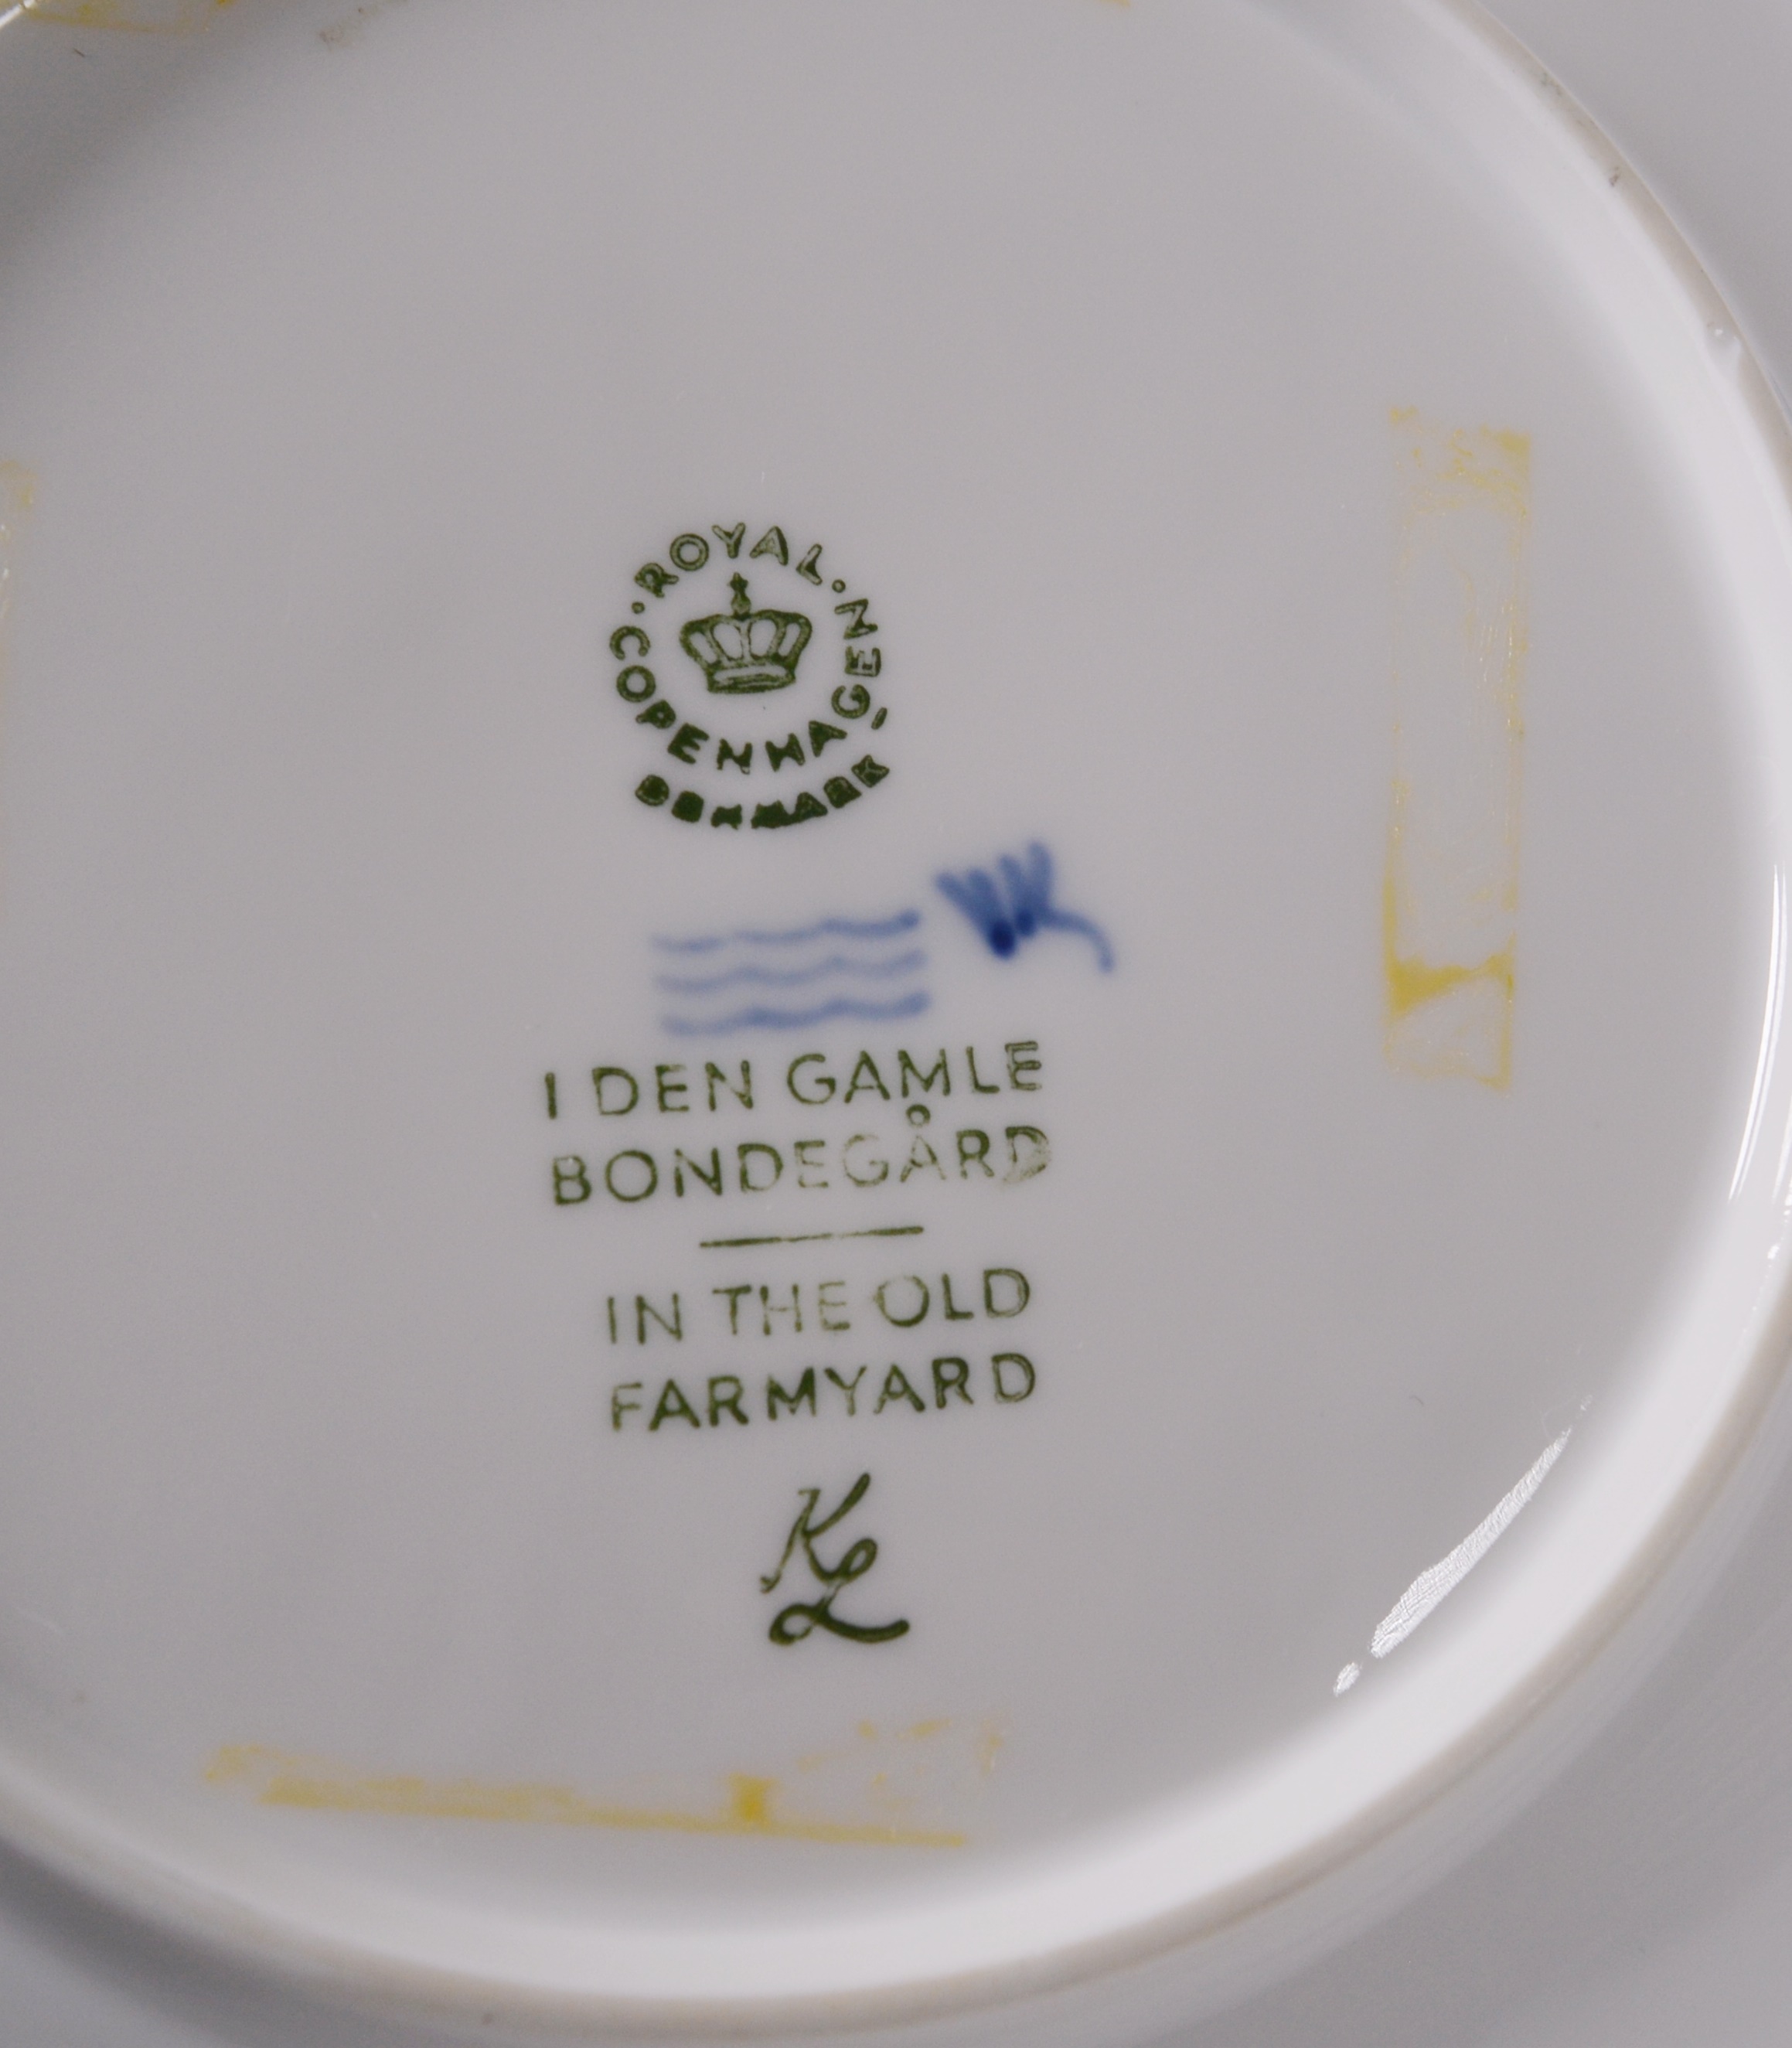 ROYAL
COPENHAGEN
DENMARK
I DEN GAMLE
BONDEGÅRD
IN THE OLD
FARMYARD
KL